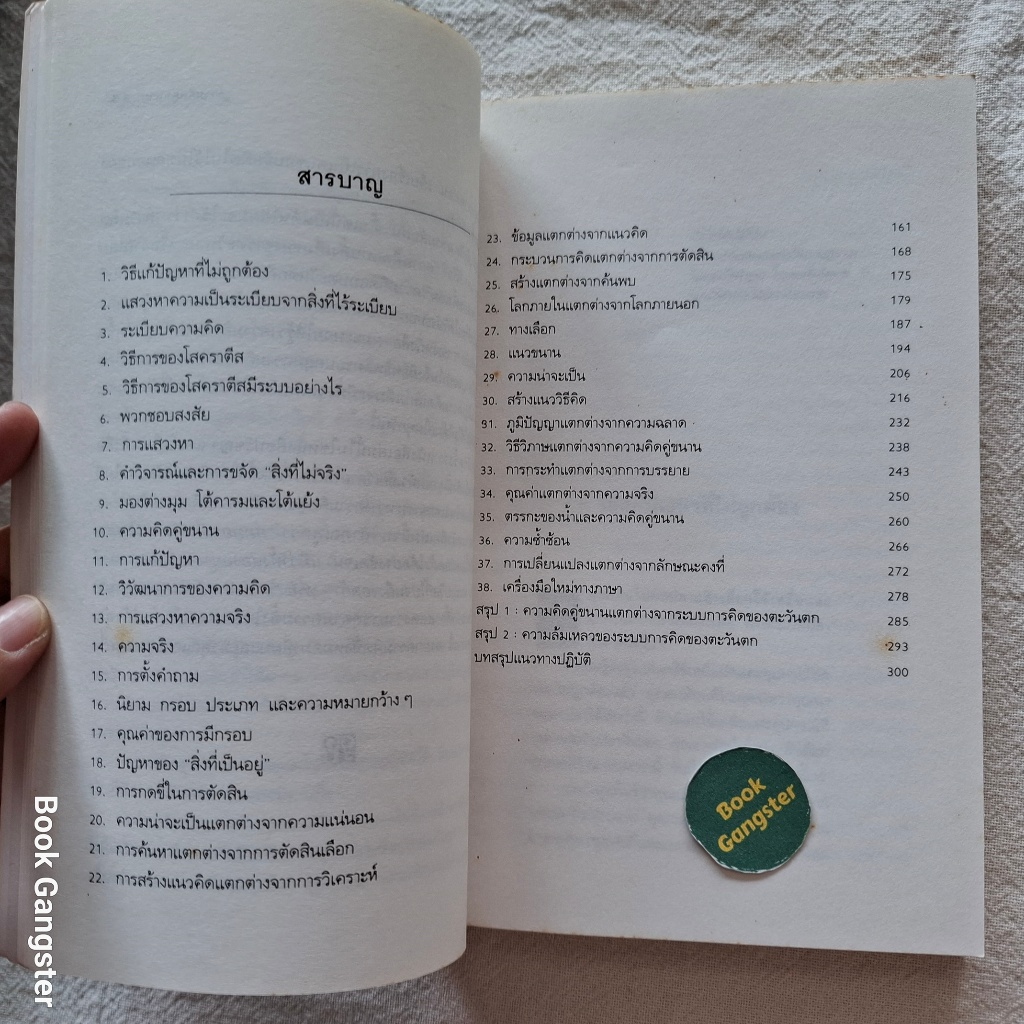 สารบาญ
1. วิธีแก้ปัญหาที่ไม่ถูกต้อง
2. แสวงหาความเป็นระเบียบจากสิ่งที่ไร้ระเบียบ
3. ระเบียบความคิด
4. วิธีการของโสคราตีส
5. วิธีการของโสคราตีสมีระบบอย่างไร
6. พวกชอบสงสัย
7. การแสวงหา
8. คำวิจารณ์และการขจัด "สิ่งที่ไม่จริง"
9. มองต่างมุม โต้คารมและโต้แย้ง
10. ความคิดคู่ขนาน
11. การแก้ปัญหา
12. วิวัฒนาการของความคิด
13. การแสวงหาความจริง
14. ความจริง
15. การตั้งคำถาม
16. นิยาม กรอบ ประเภท และความหมายกว้าง ๆ
17. คุณค่าของการมีกรอบ
18. ปัญหาของ "สิ่งที่เป็นอยู่"
19. การกดขี่ในการตัดสิน
20. ความน่าจะเป็นแตกต่างจากความแน่นอน
21. การค้นหาแตกต่างจากการตัดสินเลือก
22. การสร้างแนวคิดแตกต่างจากการวิเคราะห์
23. ข้อมูลแตกต่างจากแนวคิด 161
24. กระบวนการคิดแตกต่างจากการตัดสิน 168
25. สร้างแตกต่างจากค้นพบ 175
26. โลกภายในแตกต่างจากโลกภายนอก 179
27. ทางเลือก 187
28. แนวขนาน 194
29. ความน่าจะเป็น 206
30. สร้างแนววิธีคิด 216
31. ภูมิปัญญาแตกต่างจากความฉลาด 232
32. วิธีวิภาษแตกต่างจากความคิดคู่ขนาน 238
33. การกระทำแตกต่างจากการบรรยาย 243
34. คุณค่าแตกต่างจากความจริง 250
35. ตรรกะของน้ำและความคิดคู่ขนาน 260
36. ความซ้ำซ้อน 266
37. การเปลี่ยนแปลงแตกต่างจากลักษณะคงที่ 272
38. เครื่องมือใหม่ทางภาษา 278
สรุป 1 : ความคิดคู่ขนานแตกต่างจากระบบการคิดของตะวันตก 285
สรุป 2 : ความล้มเหลวของระบบการคิดของตะวันตก 293
บทสรุปแนวทางปฏิบัติ 300
Book
Gangster
Book Gangster